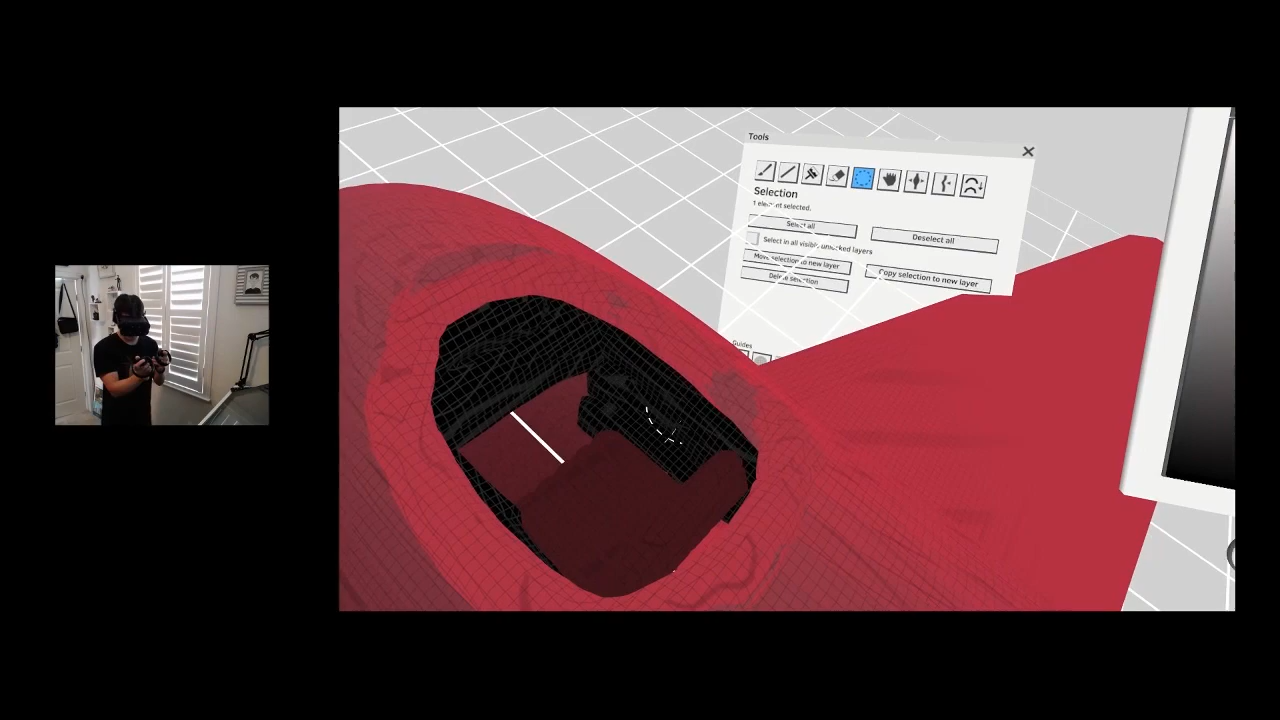 Tools
Selection
1 element selected.
Select all
Deselect all
Select in all visible, unlocked layers
Move selection to new layer
Copy selection to new layer
Delete selection
Guides